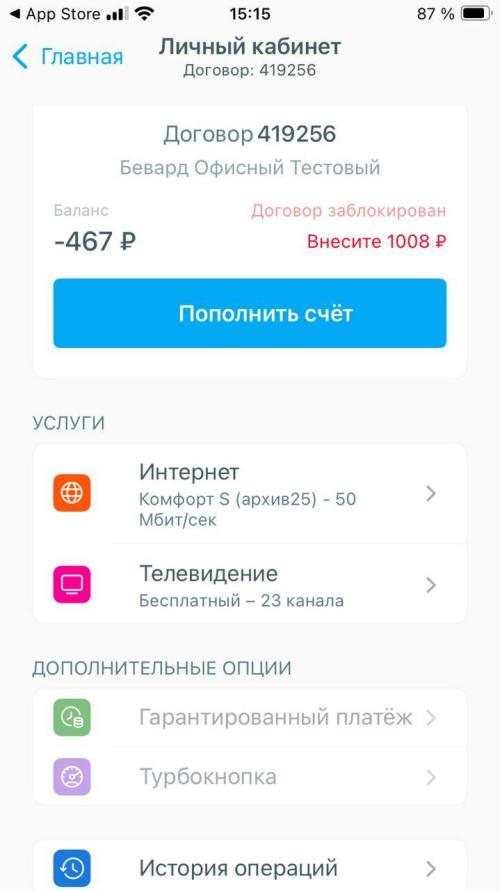 App Store
15:15
87 %
Главная
Личный кабинет
Договор: 419256
Договор 419256
Бевард Офисный Тестовый
Баланс
Договор заблокирован
-467 ₽
Внесите 1008 ₽
Пополнить счёт
УСЛУГИ
Интернет
Комфорт S (архив25) - 50
Мбит/сек
Телевидение
Бесплатный – 23 канала
ДОПОЛНИТЕЛЬНЫЕ ОПЦИИ
Гарантированный платёж
Турбокнопка
История операций